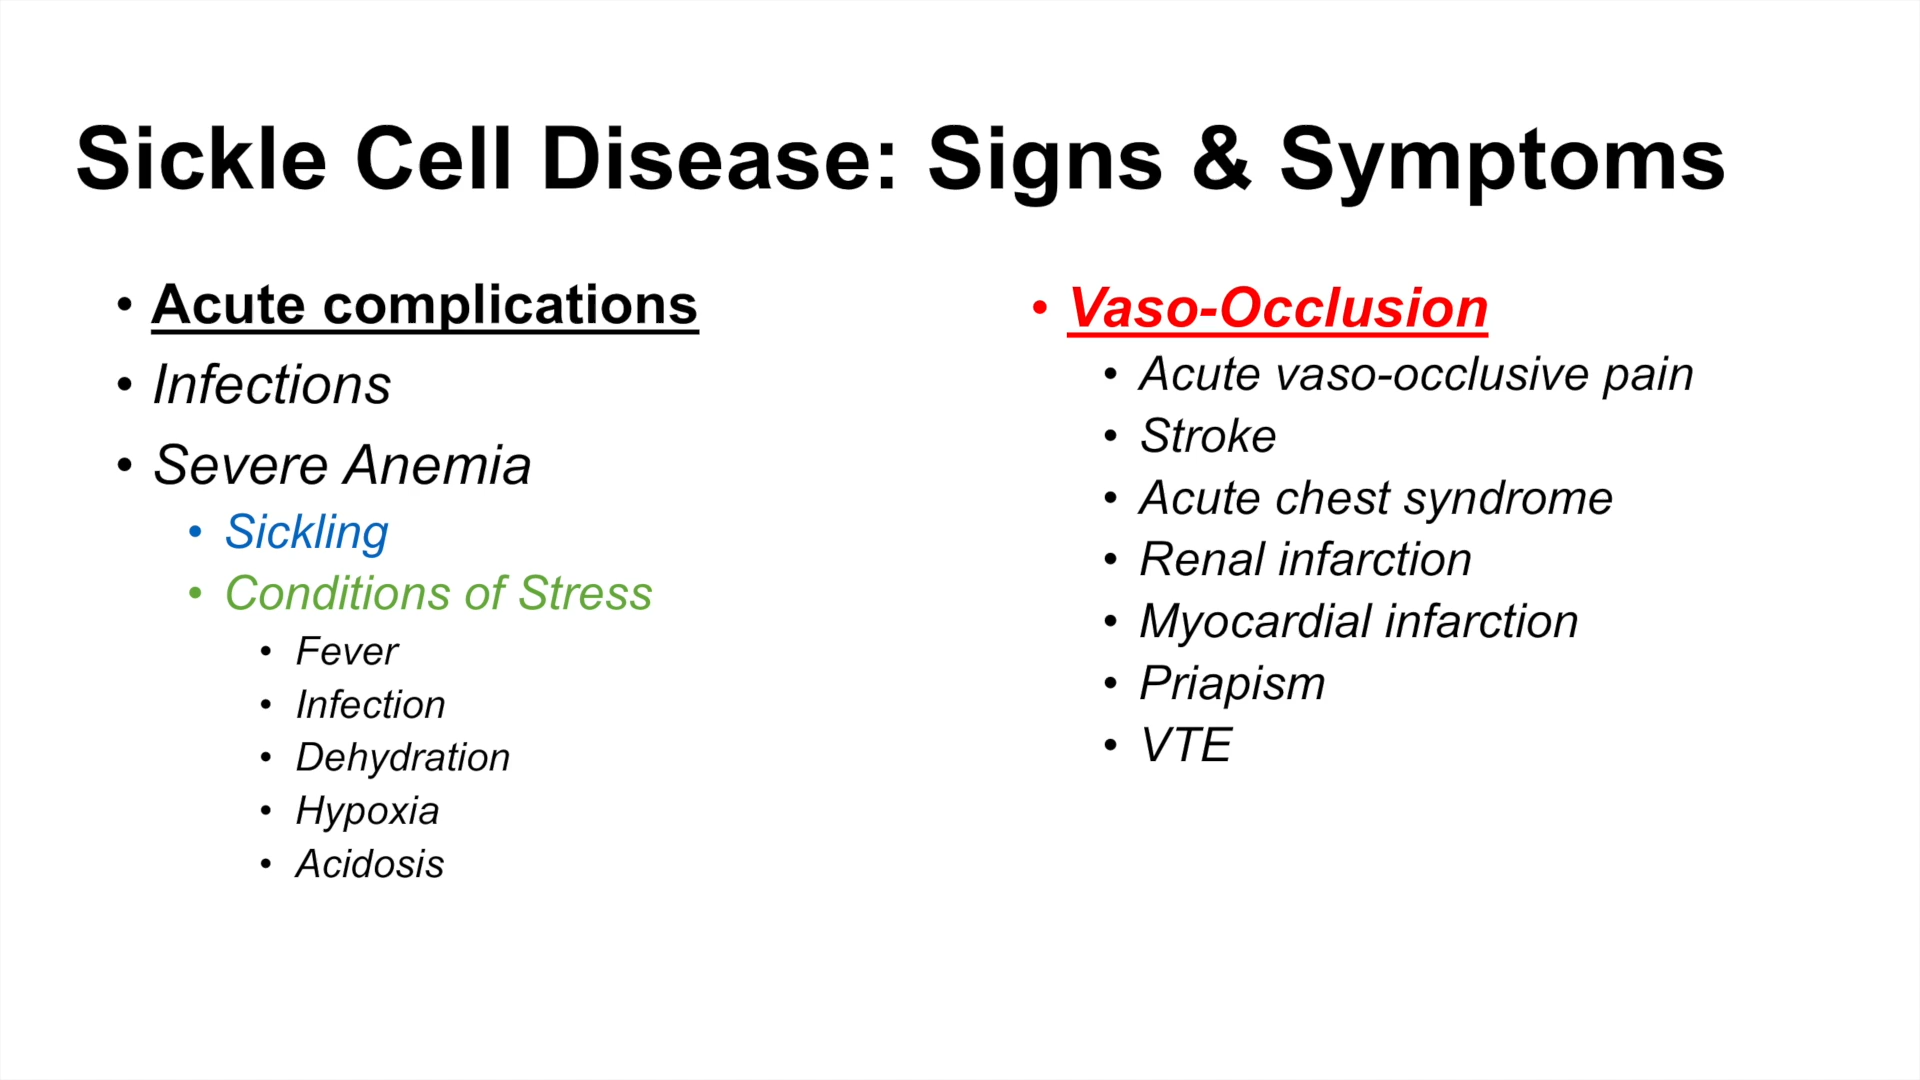 Sickle Cell Disease: Signs & Symptoms
• Acute complications
• Infections
• Severe Anemia
• Sickling
• Conditions of Stress
• Fever
• Infection
• Dehydration
• Hypoxia
• Acidosis
• Vaso-Occlusion
• Acute vaso-occlusive pain
• Stroke
• Acute chest syndrome
• Renal infarction
• Myocardial infarction
• Priapism
• VTE